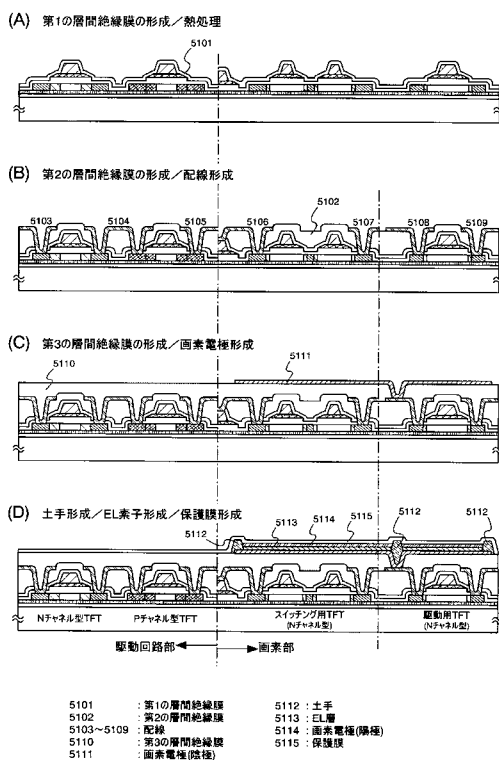 (A) 第1の層間絶縁膜の形成／熱処理
5101
(B) 第2の層間絶縁膜の形成／配線形成
5102
5103 5104 5105 5106 5107 5108 5109
(C) 第3の層間絶縁膜の形成／画素電極形成
5110 5111
(D) 土手形成／EL素子形成／保護膜形成
5112 5113 5114 5115 5112 5112
Nチャネル型TFT Pチャネル型TFT スイッチング用TFT 駆動用TFT
(Nチャネル型) (Nチャネル型)
駆動回路部 画素部
5101 : 第1の層間絶縁膜
5102 : 第2の層間絶縁膜
5103〜5109 : 配線
5110 : 第3の層間絶縁膜
5111 : 画素電極(陰極)
5112 : 土手
5113 : EL層
5114 : 画素電極(陽極)
5115 : 保護膜